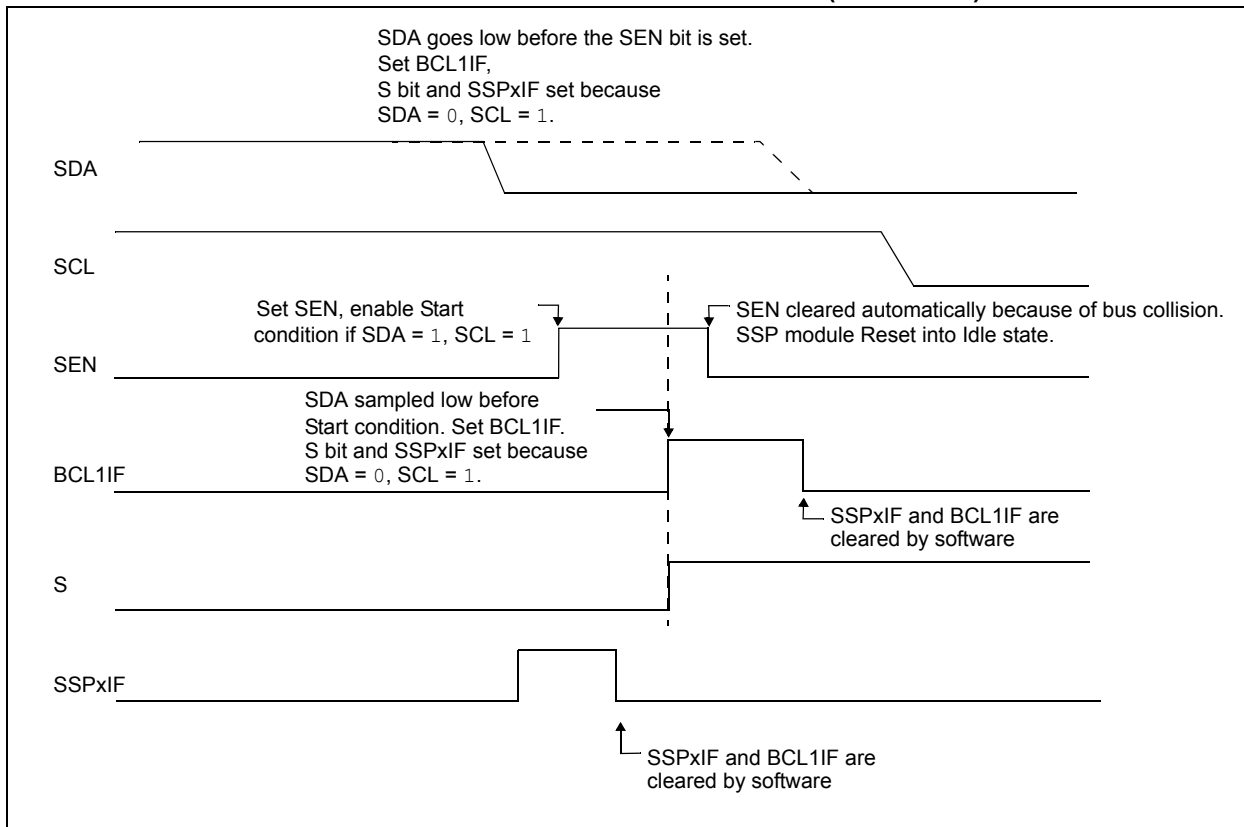 SDA goes low before the SEN bit is set.
Set BCL1IF,
S bit and SSPxIF set because
SDA = 0, SCL = 1.
SDA
SCL
Set SEN, enable Start
condition if SDA = 1, SCL = 1
SEN cleared automatically because of bus collision.
SSP module Reset into Idle state.
SEN
SDA sampled low before
Start condition. Set BCL1IF.
S bit and SSPxIF set because
SDA = 0, SCL = 1.
BCL1IF
SSPxIF and BCL1IF are
cleared by software
S
SSPxIF
SSPxIF and BCL1IF are
cleared by software